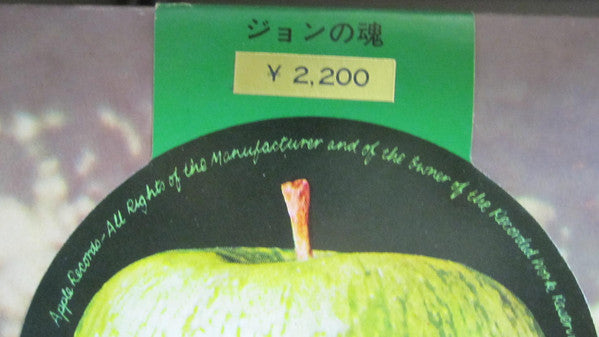 ジョンの魂
¥ 2,200
Apple Records-All Rights of the Manufacturer and of the Owner of the Recorded Work Reserv